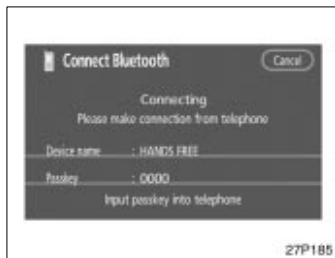 Connect Bluetooth
Cancel
Connecting
Please make connection from telephone
Device name : HANDS FREE
Passkey : 0000
Input passkey into telephone
27P185